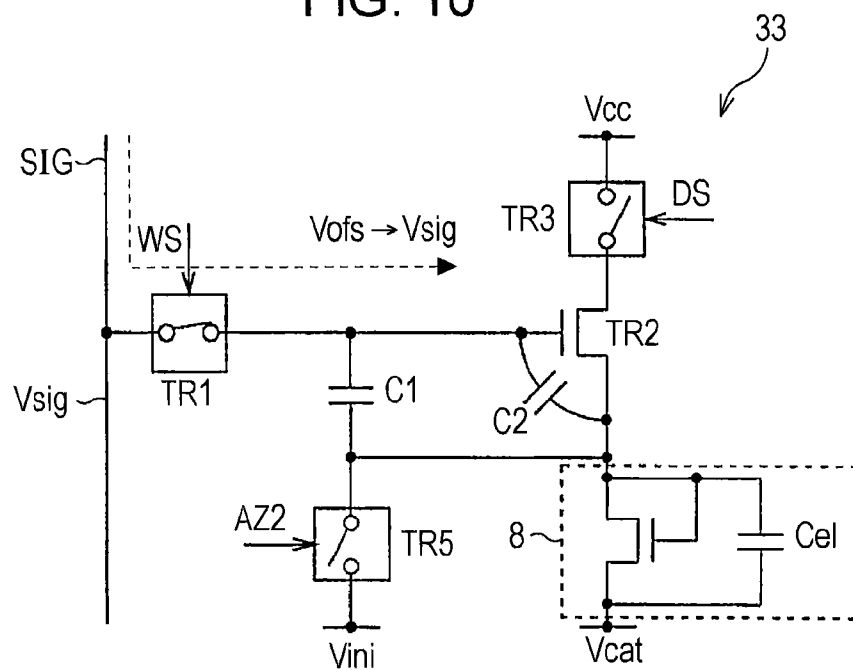 FIG. 10
33
Vcc
SIG
WS
Vofs → Vsig
TR3
DS
TR2
TR1
C1
C2
Vsig
AZ2
TR5
8
Cel
Vini
Vcat